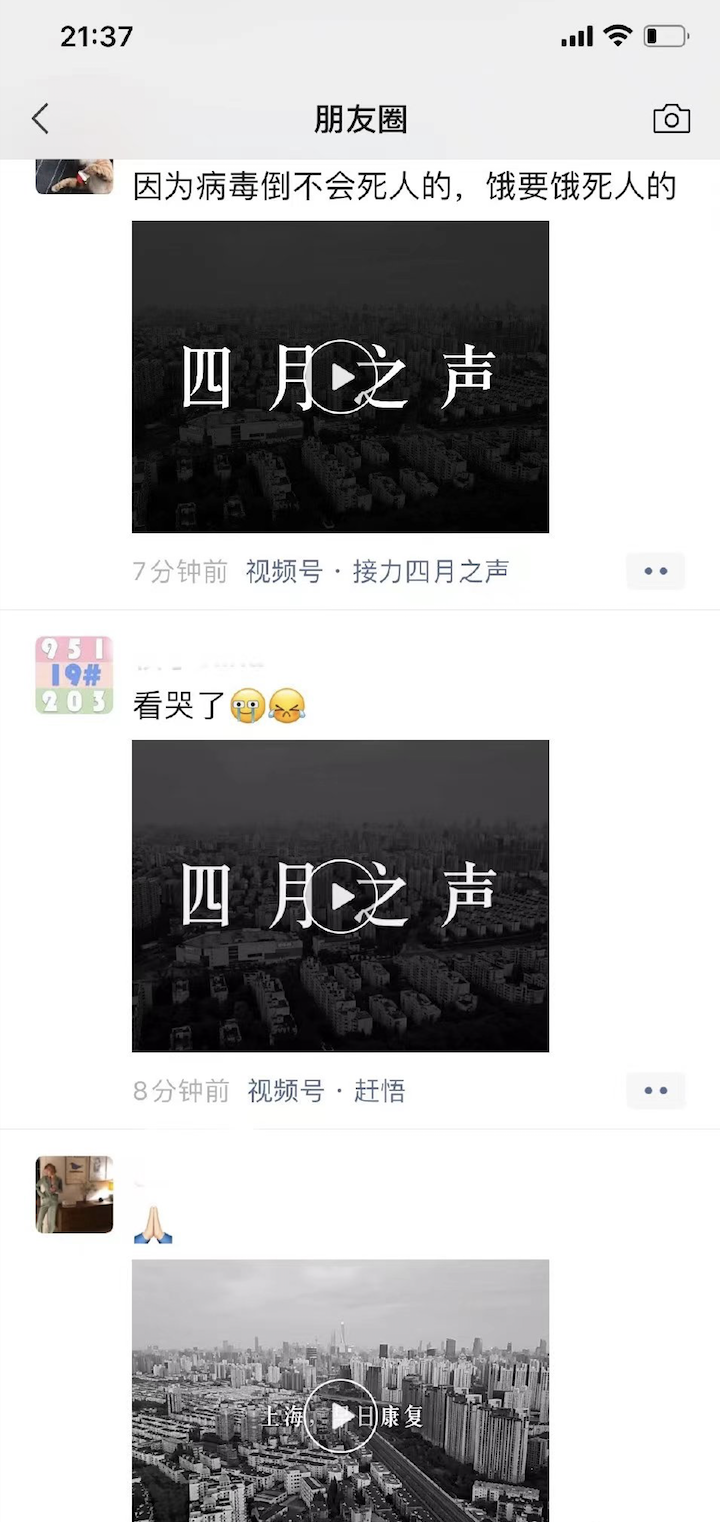 21:37
朋友圈
因为病毒倒不会死人的，饿要饿死人的
四月之声
7分钟前 视频号·接力四月之声
951
19#
203
看哭了😭😹
四月之声
8分钟前 视频号·赶悟
🙏🏻
上海，早日康复